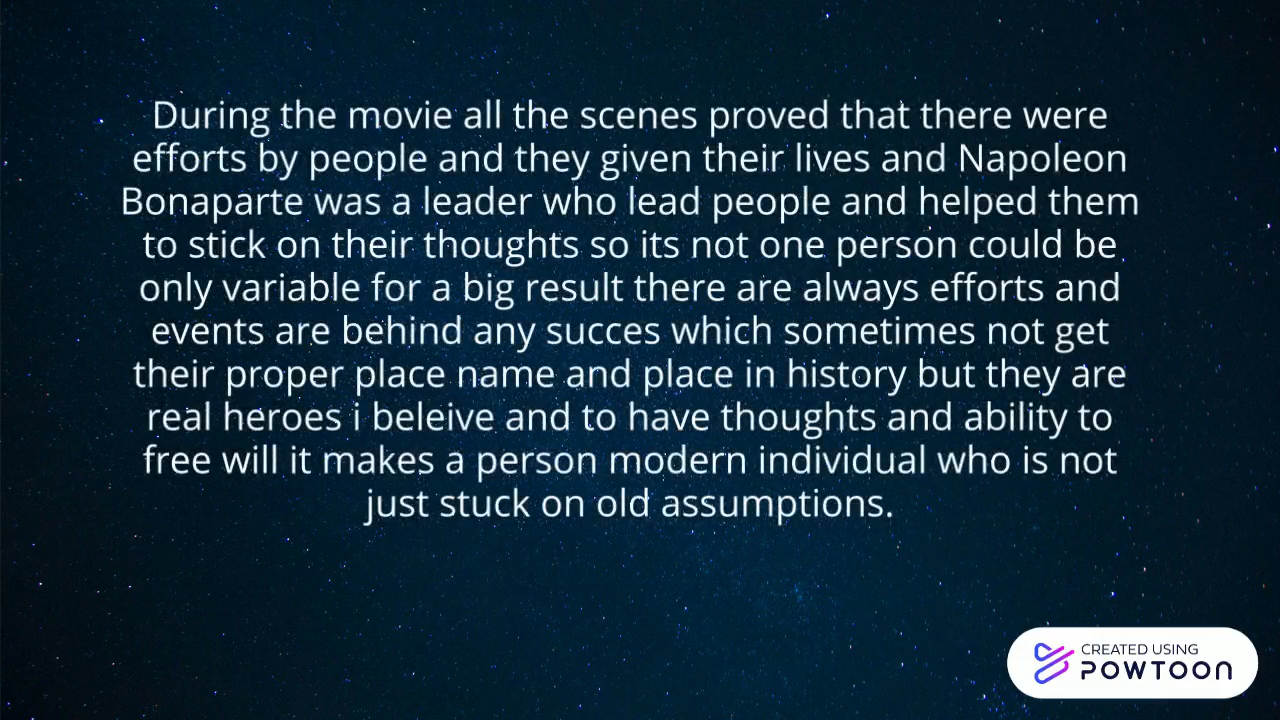 During the movie all the scenes proved that there were
efforts by people and they given their lives and Napoleon
Bonaparte was a leader who lead people and helped them
to stick on their thoughts so its not one person could be
only variable for a big result there are always efforts and
events are behind any succes which sometimes not get
their proper place name and place in history but they are
real heroes i beleive and to have thoughts and ability to
free will it makes a person modern individual who is not
just stuck on old assumptions.
CREATED USING
POWTOON